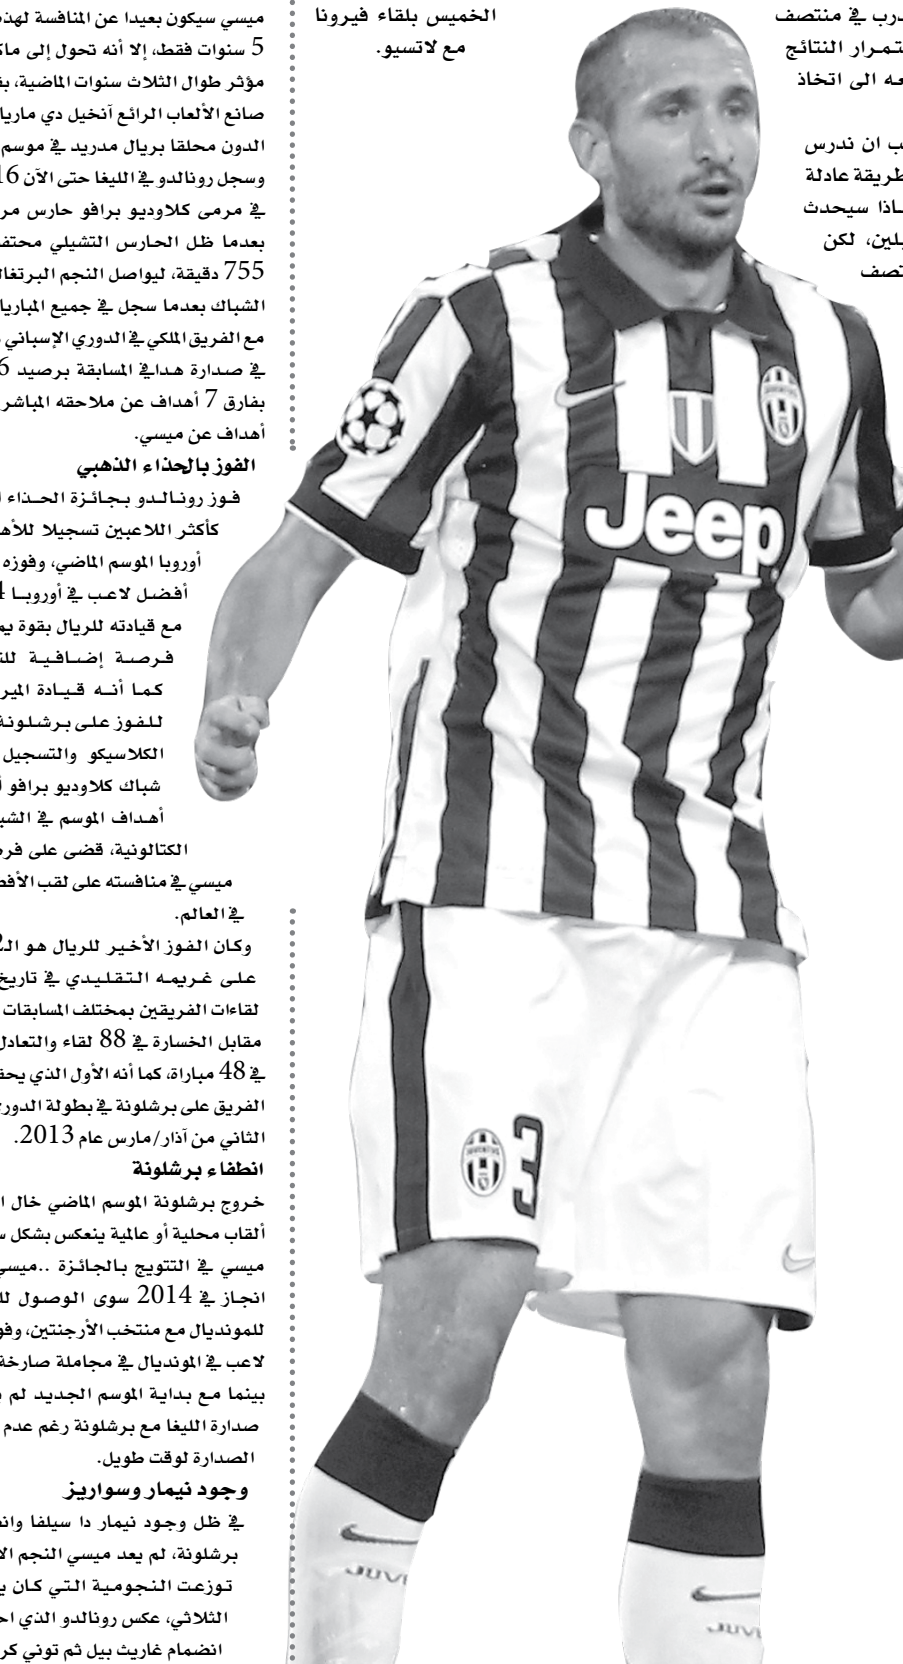 درب في منتصف
تمرار النتائج
عه الى اتخاذ
ب ان ندرس
طريقة عادلة
اذا سيحدث
بلين، لكن
تصف
الخميس بلقاء فيرونا
مع لاتسيو.
Jeep
3
JUVENTUS
JUV
JUV
ميسي سيكون بعيدا عن المنافسة لهذ
5 سنوات فقط، إلا أنه تحول إلى ماك
مؤثر طوال الثلاث سنوات الماضية، بف
صانع الألعاب الرائع آنخيل دي ماريا
الدون محلقا بريال مدريد في موسم
وسجل رونالدو في الليغا حتى الآن 16
في مرمى كلاوديو برافو حارس مر
بعدما ظل الحارس التشيلي محتف
755 دقيقة، ليواصل النجم البرتغا
الشباك بعدما سجل في جميع المباريا
مع الفريق الملكي في الدوري الإسباني
في صدارة هدافي المسابقة برصيد 6
بفارق 7 أهداف عن ملاحقه المباشر
أهداف عن ميسي.
الفوز بالحذاء الذهبي
فوز رونالدو بجائزة الحذاء ا
كأكثر اللاعبين تسجيلا للأه
أوروبا الموسم الماضي، وفوزه
أفضل لاعب في أوروبا 4
مع قيادته للريال بقوة يم
فرصة إضافية للت
كما أنه قيادة المير
للفوز على برشلونة
الكلاسيكو والتسجيل
شباك كلاوديو برافو أ
أهداف الموسم في الشب
الكتالونية، قضى على فر
ميسي في منافسته على لقب الأفض
في العالم.
وكان الفوز الأخير للريال هو الـ2
على غريمه التقليدي في تاريخ
لقاءات الفريقين بمختلف المسابقات
مقابل الخسارة في 88 لقاء والتعادل
في 48 مباراة، كما أنه الأول الذي يحق
الفريق على برشلونة في بطولة الدور
الثاني من آذار/مارس عام 2013.
انطفاء برشلونة
خروج برشلونة الموسم الماضي خال ا
ألقاب محلية أو عالمية ينعكس بشكل س
ميسي في التتويج بالجائزة ..ميسي
انجاز في 2014 سوى الوصول لل
للمونديال مع منتخب الأرجنتين، وفو
لاعب في المونديال في مجاملة صارخة
بينما مع بداية الموسم الجديد لم ي
صدارة الليغا مع برشلونة رغم عدم
الصدارة لوقت طويل.
وجود نيمار وسواريز
في ظل وجود نيمار دا سيلفا وانض
برشلونة، لم يعد ميسي النجم الا
توزعت النجومية التي كان ي
الثلاثي، عكس رونالدو الذي اح
انضمام غاريث بيل ثم توني كر